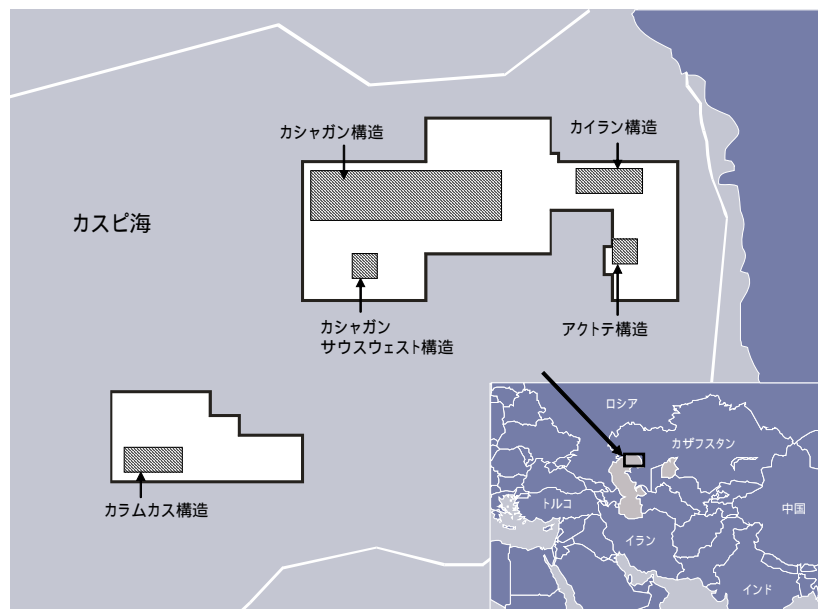 カシャガン構造
カイラン構造
カスピ海
カシャガン
サウスウェスト構造
アクトテ構造
カラムカス構造
ロシア
カザフスタン
トルコ
中国
イラン
インド